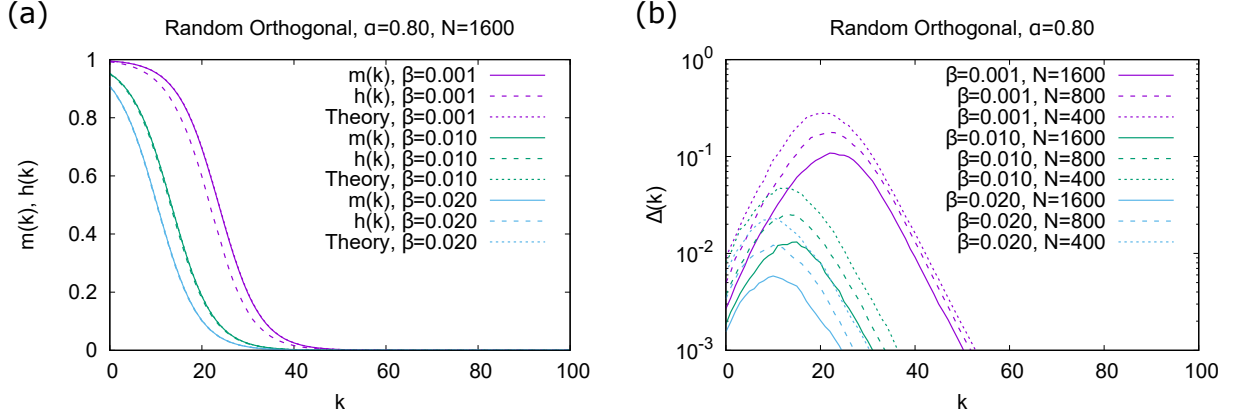 (a)
Random Orthogonal, α=0.80, N=1600
m(k), h(k)
1
0.8
0.6
0.4
0.2
0
0
20
40
60
80
100
k
m(k), β=0.001
h(k), β=0.001
Theory, β=0.001
m(k), β=0.010
h(k), β=0.010
Theory, β=0.010
m(k), β=0.020
h(k), β=0.020
Theory, β=0.020
(b)
Random Orthogonal, α=0.80
Δ(k)
10⁰
10⁻¹
10⁻²
10⁻³
0
20
40
60
80
100
k
β=0.001, N=1600
β=0.001, N=800
β=0.001, N=400
β=0.010, N=1600
β=0.010, N=800
β=0.010, N=400
β=0.020, N=1600
β=0.020, N=800
β=0.020, N=400